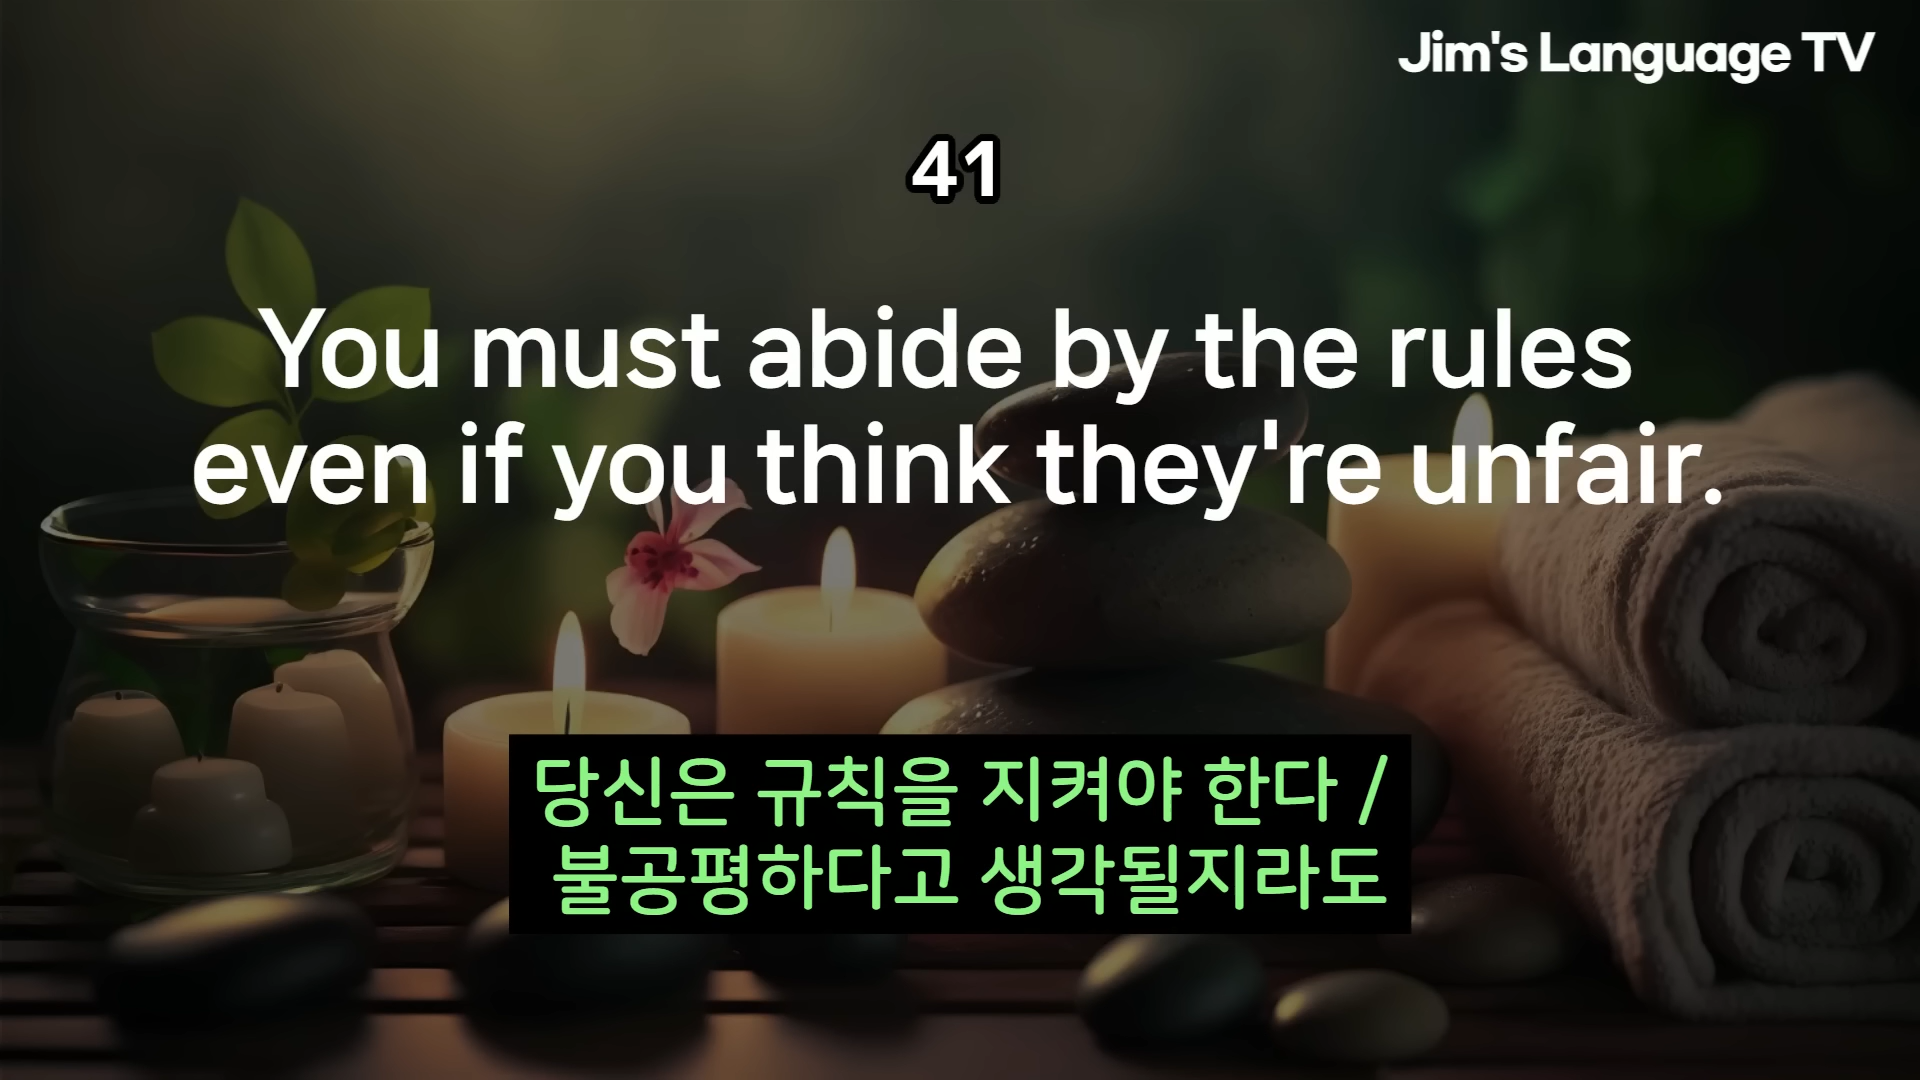 Jim's Language TV
41
You must abide by the rules
even if you think they're unfair.
당신은 규칙을 지켜야 한다 /
불공평하다고 생각될지라도